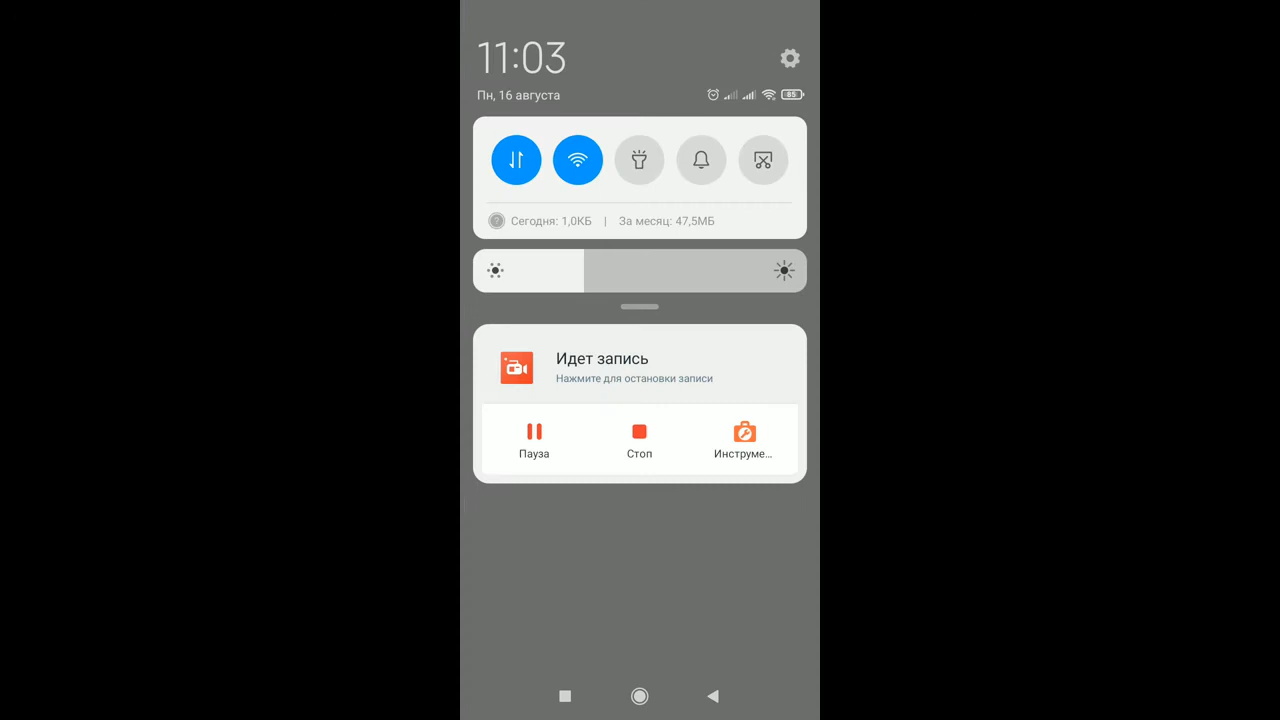 11:03
Пн, 16 августа
85
Сегодня: 1,0КБ | За месяц: 47,5МБ
Идет запись
Нажмите для остановки записи
Пауза
Стоп
Инструме...